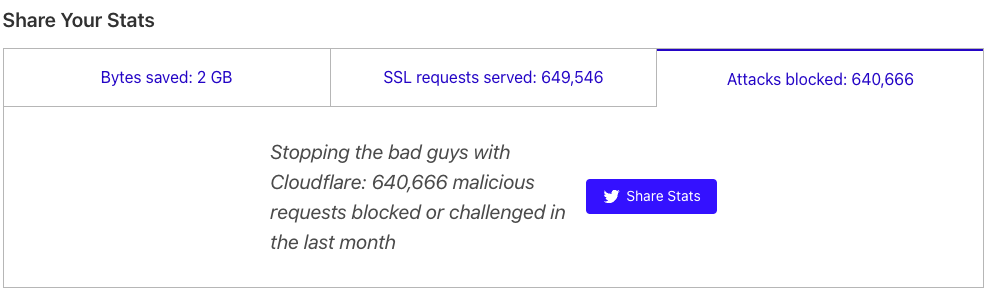 Share Your Stats
Bytes saved: 2 GB
SSL requests served: 649,546
Attacks blocked: 640,666
Stopping the bad guys with
Cloudflare: 640,666 malicious
requests blocked or challenged in
the last month
Share Stats